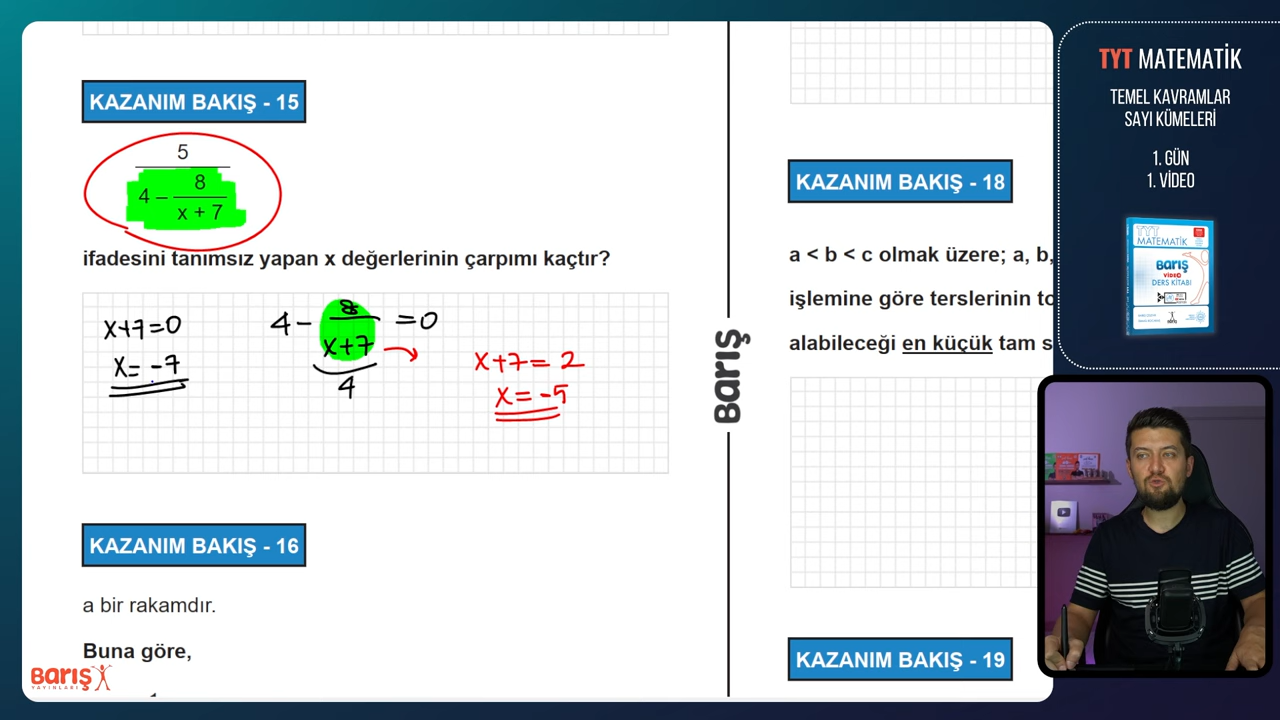 KAZANIM BAKIŞ - 15
5
4 – 8
x + 7
ifadesini tanımsız yapan x değerlerinin çarpımı kaçtır?
x+7=0
x= -7
4- 8 =0
x+7
4
x+7= 2
x= -5
KAZANIM BAKIŞ - 16
a bir rakamdır.
Buna göre,
Barış
YAYINLARI
Barış
KAZANIM BAKIŞ - 18
a < b < c olmak üzere; a, b,
işlemine göre terslerinin to
alabileceği en küçük tam s
KAZANIM BAKIŞ - 19
TYT MATEMATİK
TEMEL KAVRAMLAR
SAYI KÜMELERİ
1. GÜN
1. VİDEO
TYT
MATEMATİK
Barış
VİDEO
DERS KİTABI